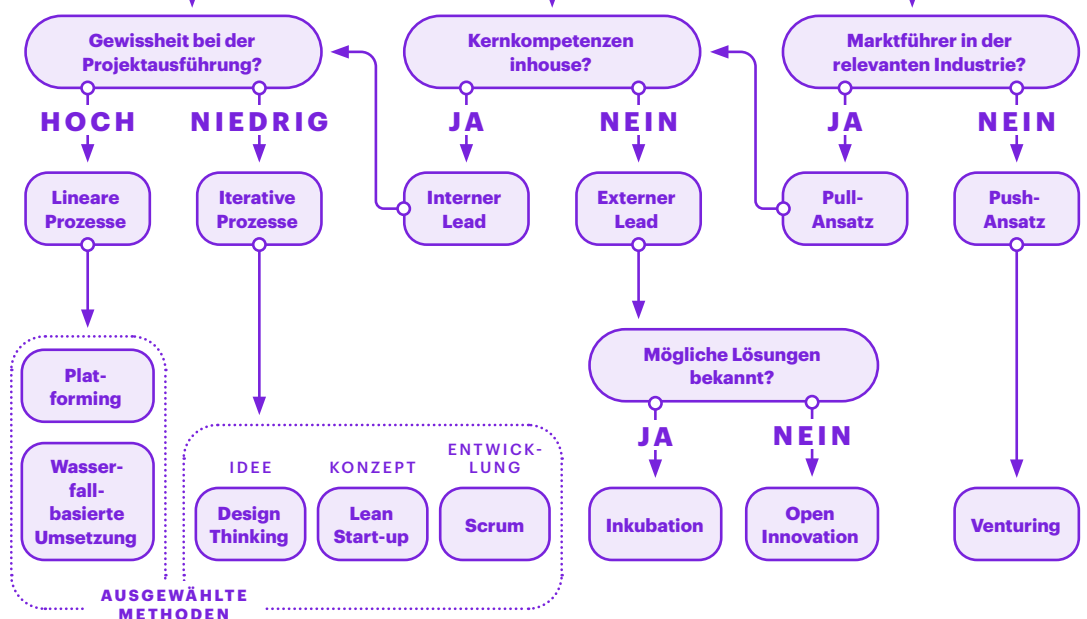 Gewissheit bei der
Projektausführung?
Kernkompetenzen
inhouse?
Marktführer in der
relevanten Industrie?
HOCH
NIEDRIG
JA
NEIN
JA
NEIN
Lineare
Prozesse
Iterative
Prozesse
Interner
Lead
Externer
Lead
Pull-
Ansatz
Push-
Ansatz
Mögliche Lösungen
bekannt?
JA
NEIN
Plat-
forming
Wasser-
fall-
basierte
Umsetzung
IDEE
KONZEPT
ENTWICK-
LUNG
Design
Thinking
Lean
Start-up
Scrum
Inkubation
Open
Innovation
Venturing
AUSGEWÄHLTE
METHODEN